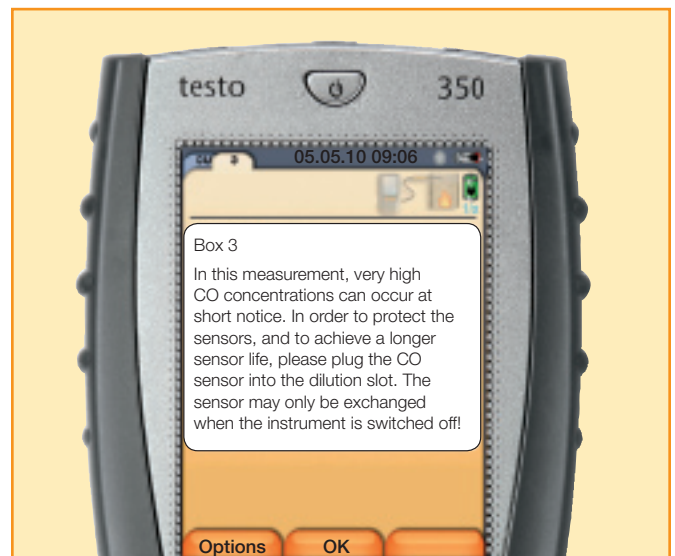 testo 350
05.05.10 09:06
Box 3
In this measurement, very high
CO concentrations can occur at
short notice. In order to protect the
sensors, and to achieve a longer
sensor life, please plug the CO
sensor into the dilution slot. The
sensor may only be exchanged
when the instrument is switched off!
Options OK